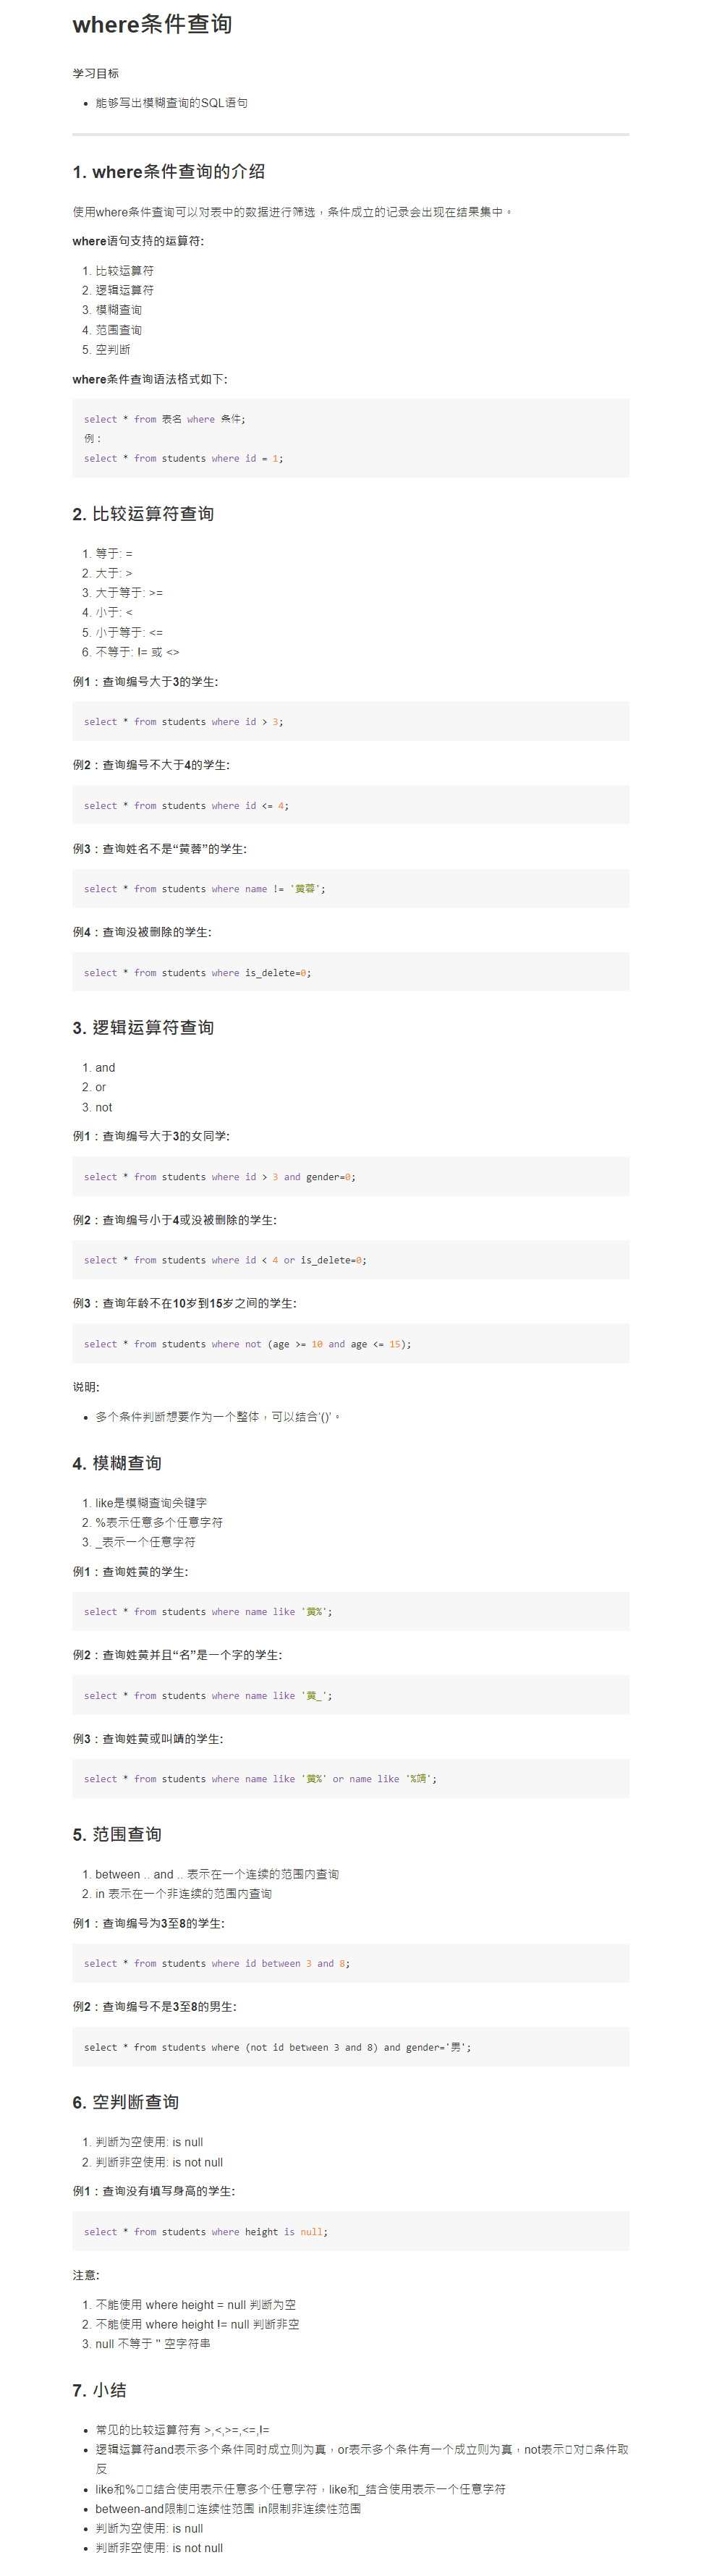 where条件查询
学习目标
• 能够写出模糊查询的SQL语句
1. where条件查询的介绍
使用where条件查询可以对表中的数据进行筛选，条件成立的记录会出现在结果集中。
where语句支持的运算符:
1. 比较运算符
2. 逻辑运算符
3. 模糊查询
4. 范围查询
5. 空判断
where条件查询语法格式如下:
select * from 表名 where 条件;
例：
select * from students where id = 1;
2. 比较运算符查询
1. 等于: =
2. 大于: >
3. 大于等于: >=
4. 小于: <
5. 小于等于: <=
6. 不等于: != 或 <>
例1：查询编号大于3的学生:
select * from students where id > 3;
例2：查询编号不大于4的学生:
select * from students where id <= 4;
例3：查询姓名不是“黄蓉”的学生:
select * from students where name != '黄蓉';
例4：查询没被删除的学生:
select * from students where is_delete=0;
3. 逻辑运算符查询
1. and
2. or
3. not
例1：查询编号大于3的女同学:
select * from students where id > 3 and gender=0;
例2：查询编号小于4或没被删除的学生:
select * from students where id < 4 or is_delete=0;
例3：查询年龄不在10岁到15岁之间的学生:
select * from students where not (age >= 10 and age <= 15);
说明:
• 多个条件判断想要作为一个整体，可以结合'()'。
4. 模糊查询
1. like是模糊查询关键字
2. %表示任意多个任意字符
3. _表示一个任意字符
例1：查询姓黄的学生:
select * from students where name like '黄%';
例2：查询姓黄并且“名”是一个字的学生:
select * from students where name like '黄_';
例3：查询姓黄或叫靖的学生:
select * from students where name like '黄%' or name like '%靖';
5. 范围查询
1. between .. and .. 表示在一个连续的范围内查询
2. in 表示在一个非连续的范围内查询
例1：查询编号为3至8的学生:
select * from students where id between 3 and 8;
例2：查询编号不是3至8的男生:
select * from students where (not id between 3 and 8) and gender='男';
6. 空判断查询
1. 判断为空使用: is null
2. 判断非空使用: is not null
例1：查询没有填写身高的学生:
select * from students where height is null;
注意:
1. 不能使用 where height = null 判断为空
2. 不能使用 where height != null 判断非空
3. null 不等于 '' 空字符串
7. 小结
• 常见的比较运算符有 >,<,>=,<=,!=
• 逻辑运算符and表示多个条件同时成立则为真，or表示多个条件有一个成立则为真，not表示□对□条件取
反
• like和%□□结合使用表示任意多个任意字符，like和_结合使用表示一个任意字符
• between-and限制□连续性范围 in限制非连续性范围
• 判断为空使用: is null
• 判断非空使用: is not null